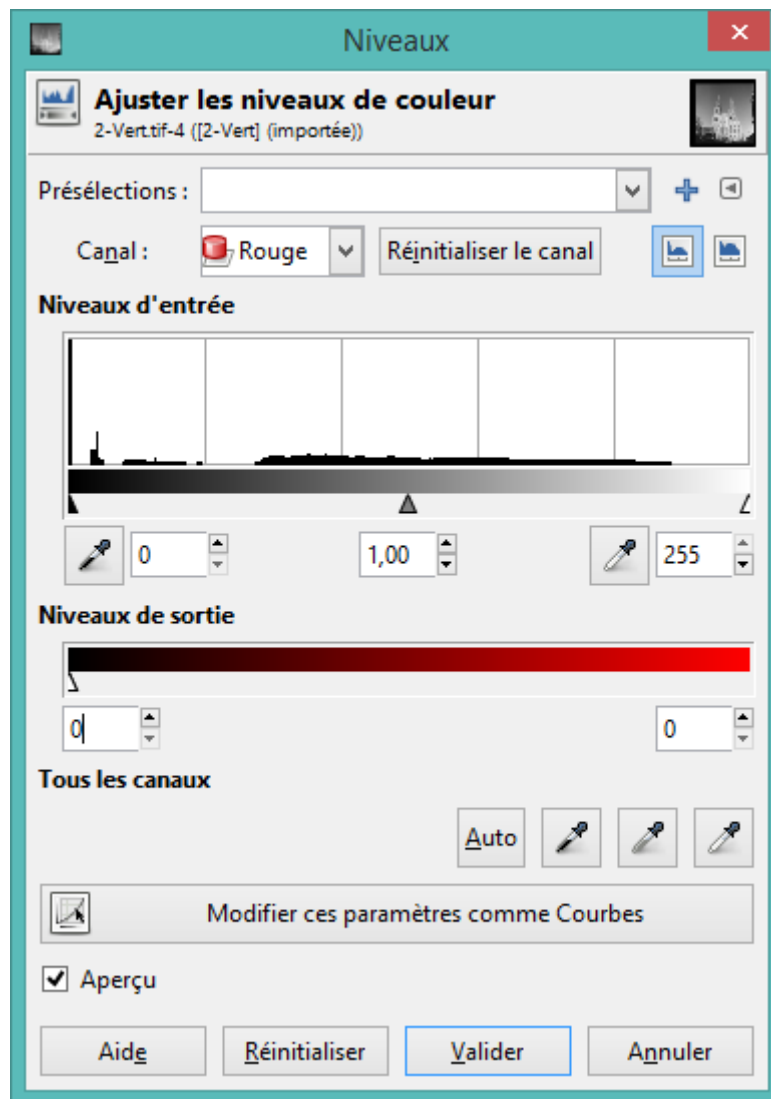 Niveaux
Ajuster les niveaux de couleur
2-Vert.tif-4 ([2-Vert] (importée))
Présélections :
Canal : Rouge Réinitialiser le canal
Niveaux d'entrée
0 1,00 255
Niveaux de sortie
0 0
Tous les canaux
Auto
Modifier ces paramètres comme Courbes
Aperçu
Aide Réinitialiser Valider Annuler